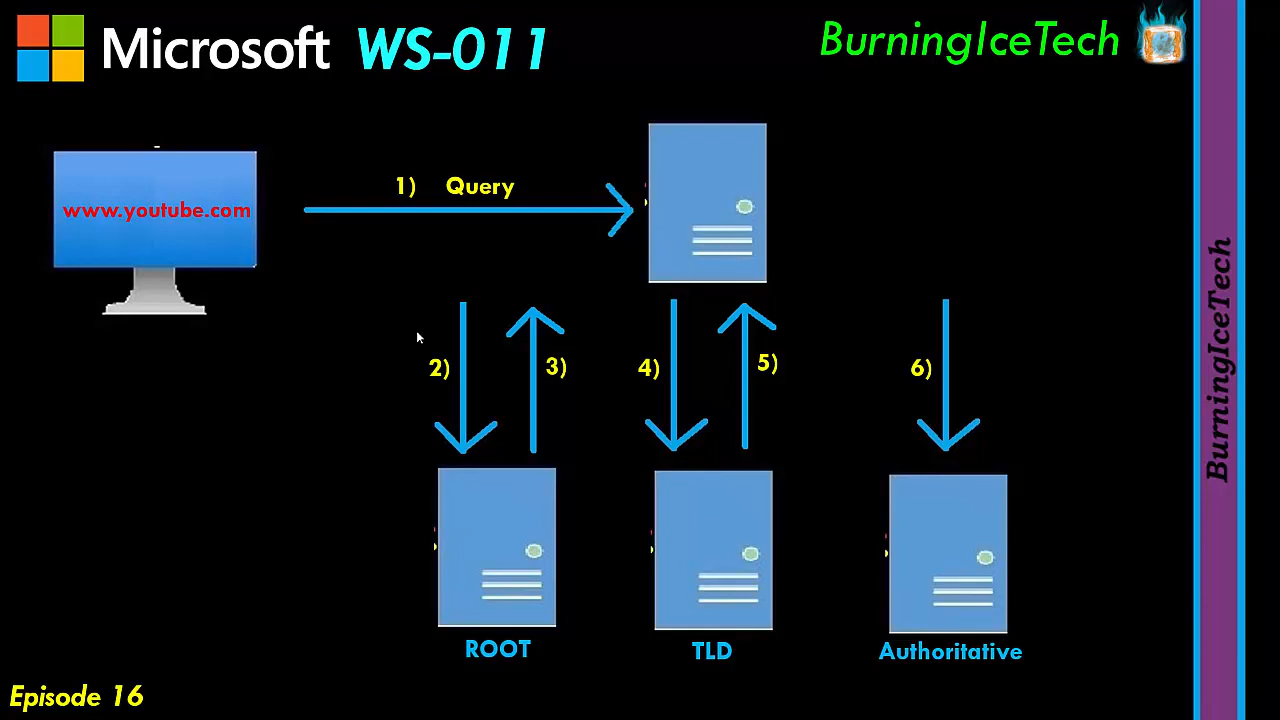 Microsoft WS-011
BurningIceTech
www.youtube.com
1) Query
2)
3)
4)
5)
6)
ROOT
TLD
Authoritative
Episode 16
BurningIceTech